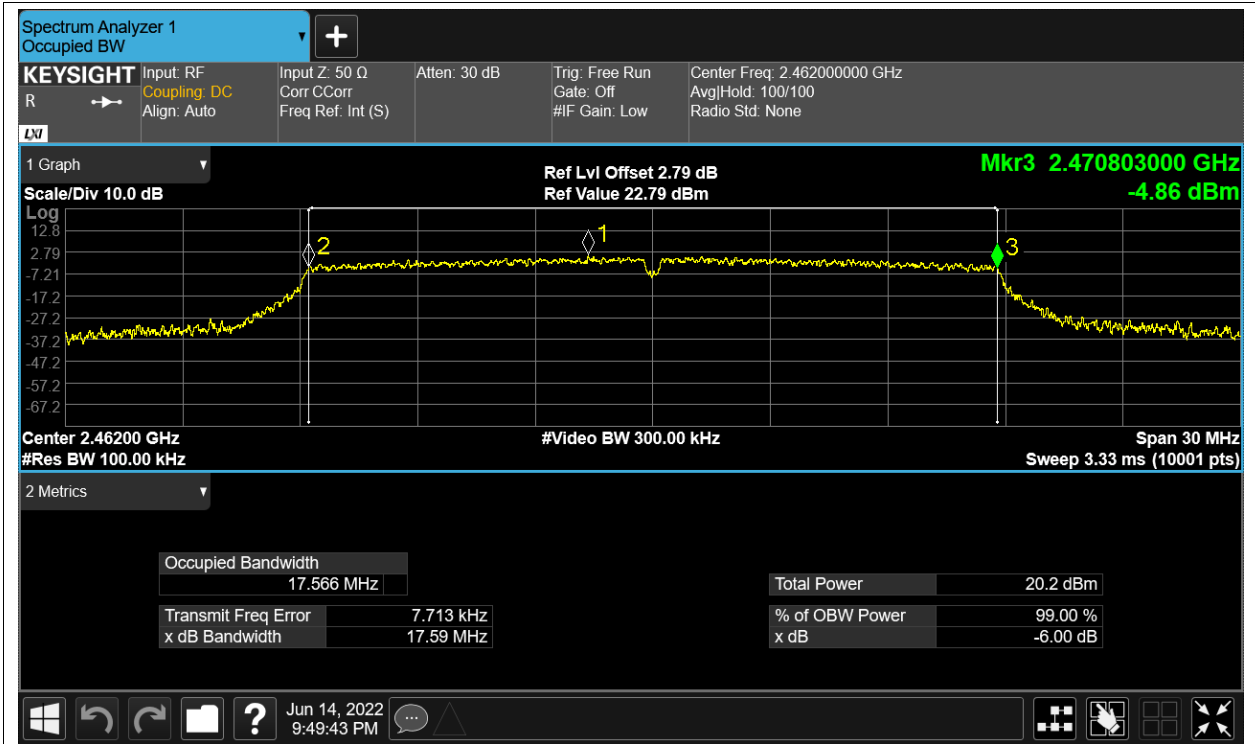 Spectrum Analyzer 1
Occupied BW
KEYSIGHT
R
LXI
Input: RF
Coupling: DC
Align: Auto
Input Z: 50 Ω
Corr CCorr
Freq Ref: Int (S)
Atten: 30 dB
Trig: Free Run
Gate: Off
#IF Gain: Low
Center Freq: 2.462000000 GHz
Avg|Hold: 100/100
Radio Std: None
1 Graph
Scale/Div 10.0 dB
Ref Lvl Offset 2.79 dB
Ref Value 22.79 dBm
Mkr3 2.470803000 GHz
-4.86 dBm
Log
12.8
2.79
-7.21
-17.2
-27.2
-37.2
-47.2
-57.2
-67.2
2
1
3
Center 2.46200 GHz
#Video BW 300.00 kHz
Span 30 MHz
#Res BW 100.00 kHz
Sweep 3.33 ms (10001 pts)
2 Metrics
Occupied Bandwidth
17.566 MHz
Transmit Freq Error 7.713 kHz
x dB Bandwidth 17.59 MHz
Total Power 20.2 dBm
% of OBW Power 99.00 %
x dB -6.00 dB
?
Jun 14, 2022
9:49:43 PM